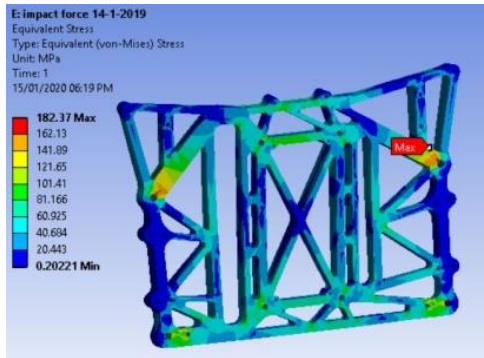 E: impact force 14-1-2019
Equivalent Stress
Type: Equivalent (von-Mises) Stress
Unit: MPa
Time: 1
15/01/2020 06:19 PM
182.37 Max
162.13
141.89
121.65
101.41
81.166
60.925
40.684
20.443
0.20221 Min
Max